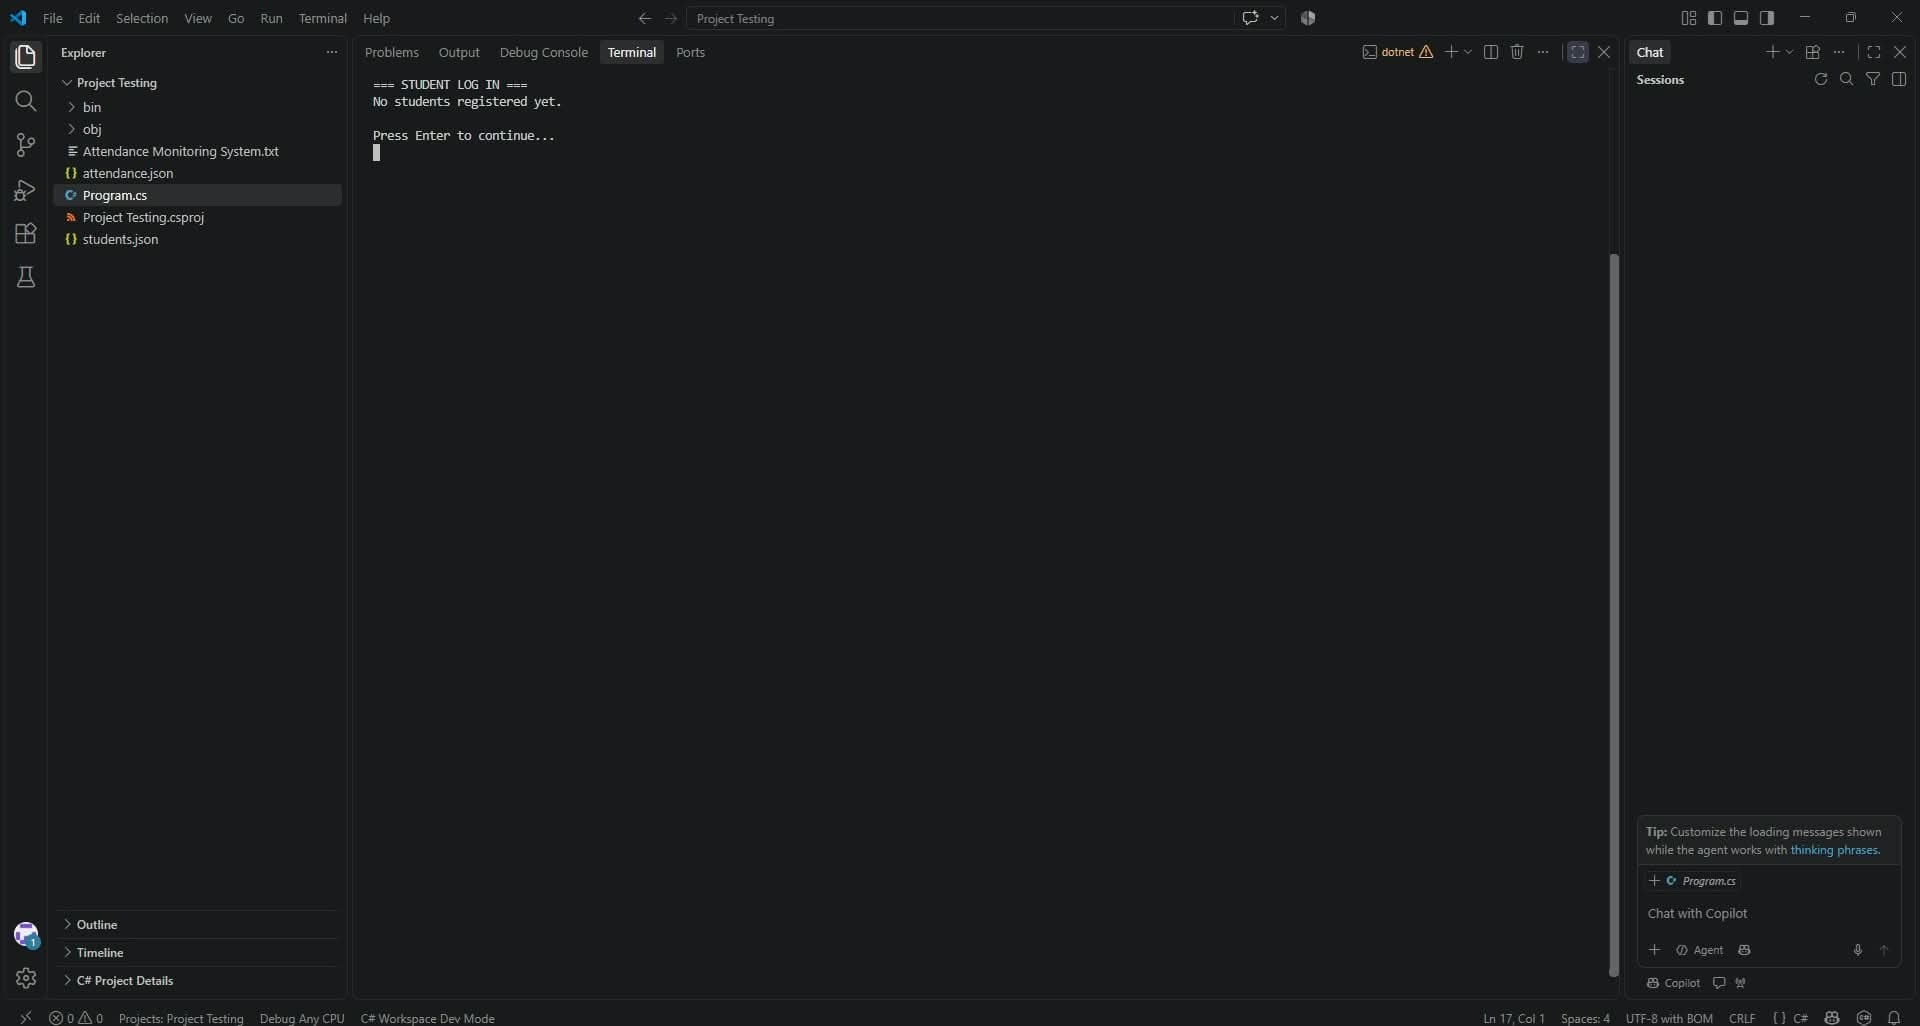 File Edit Selection View Go Run Terminal Help
Project Testing
Explorer
Project Testing
bin
obj
Attendance Monitoring System.txt
attendance.json
Program.cs
Project Testing.csproj
students.json
Outline
Timeline
C# Project Details
Problems Output Debug Console Terminal Ports
dotnet
=== STUDENT LOG IN ===
No students registered yet.
Press Enter to continue...
Chat
Sessions
Tip: Customize the loading messages shown
while the agent works with thinking phrases.
Program.cs
Chat with Copilot
Agent
Copilot
1
0 0 Projects: Project Testing Debug Any CPU C# Workspace Dev Mode
Ln 17, Col 1 Spaces: 4 UTF-8 with BOM CRLF { } C#